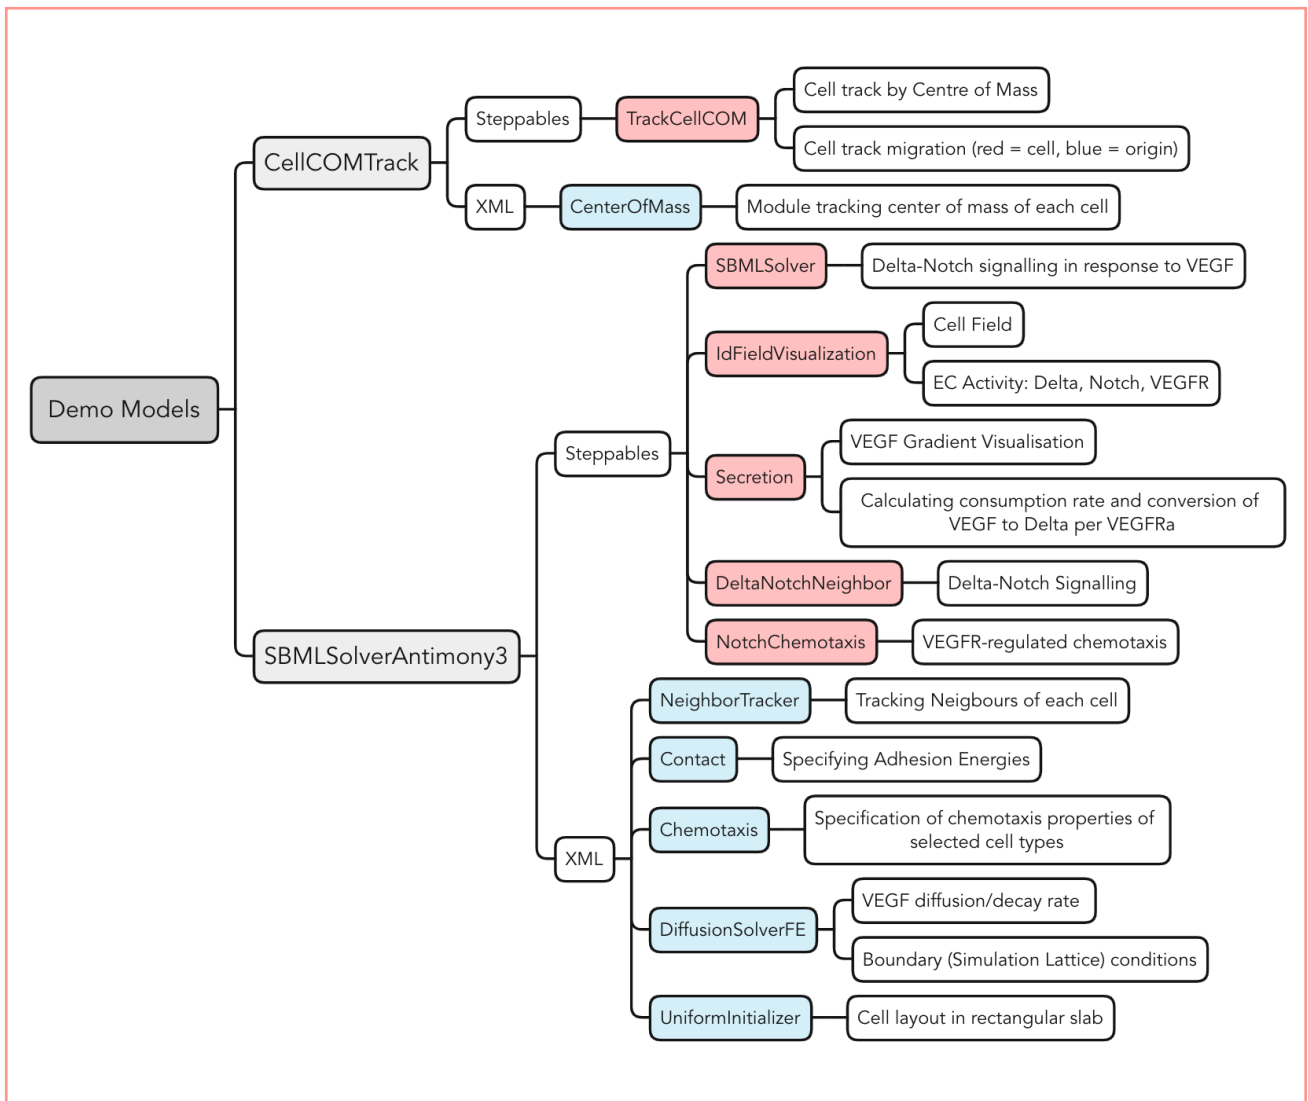 Demo Models
CellCOMTrack
Steppables
TrackCellCOM
Cell track by Centre of Mass
Cell track migration (red = cell, blue = origin)
XML
CenterOfMass
Module tracking center of mass of each cell
SBMLSolverAntimony3
Steppables
SBMLSolver
Delta-Notch signalling in response to VEGF
IdFieldVisualization
Cell Field
EC Activity: Delta, Notch, VEGFR
Secretion
VEGF Gradient Visualisation
Calculating consumption rate and conversion of
VEGF to Delta per VEGFRa
DeltaNotchNeighbor
Delta-Notch Signalling
NotchChemotaxis
VEGFR-regulated chemotaxis
XML
NeighborTracker
Tracking Neigbours of each cell
Contact
Specifying Adhesion Energies
Chemotaxis
Specification of chemotaxis properties of
selected cell types
DiffusionSolverFE
VEGF diffusion/decay rate
Boundary (Simulation Lattice) conditions
UniformInitializer
Cell layout in rectangular slab